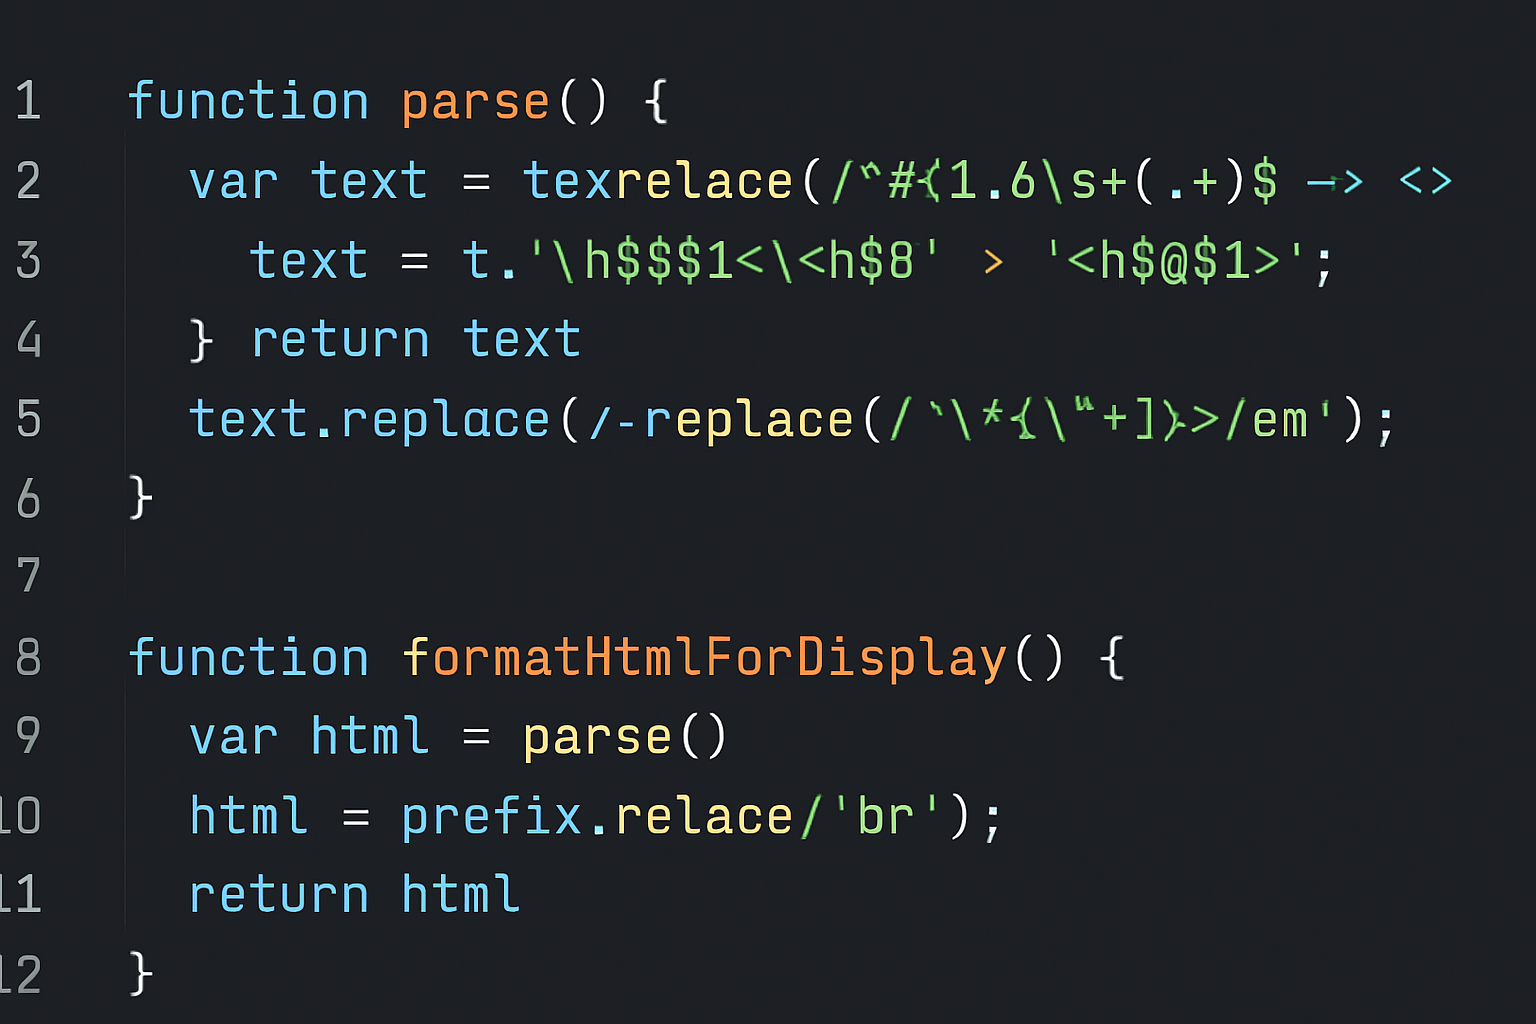 1 function parse() {
2 var text = texrelace(/^#{1.6\s+(.+)$ —> <>
3 text = t.'\h$$$1<\<h$8' > '<h$@$1>';
4 } return text
5 text.replace(/-replace(/`\*{\"+]}>/em');
6 }
7
8 function formatHtmlForDisplay() {
9 var html = parse()
10 html = prefix.relace/'br');
11 return html
12 }